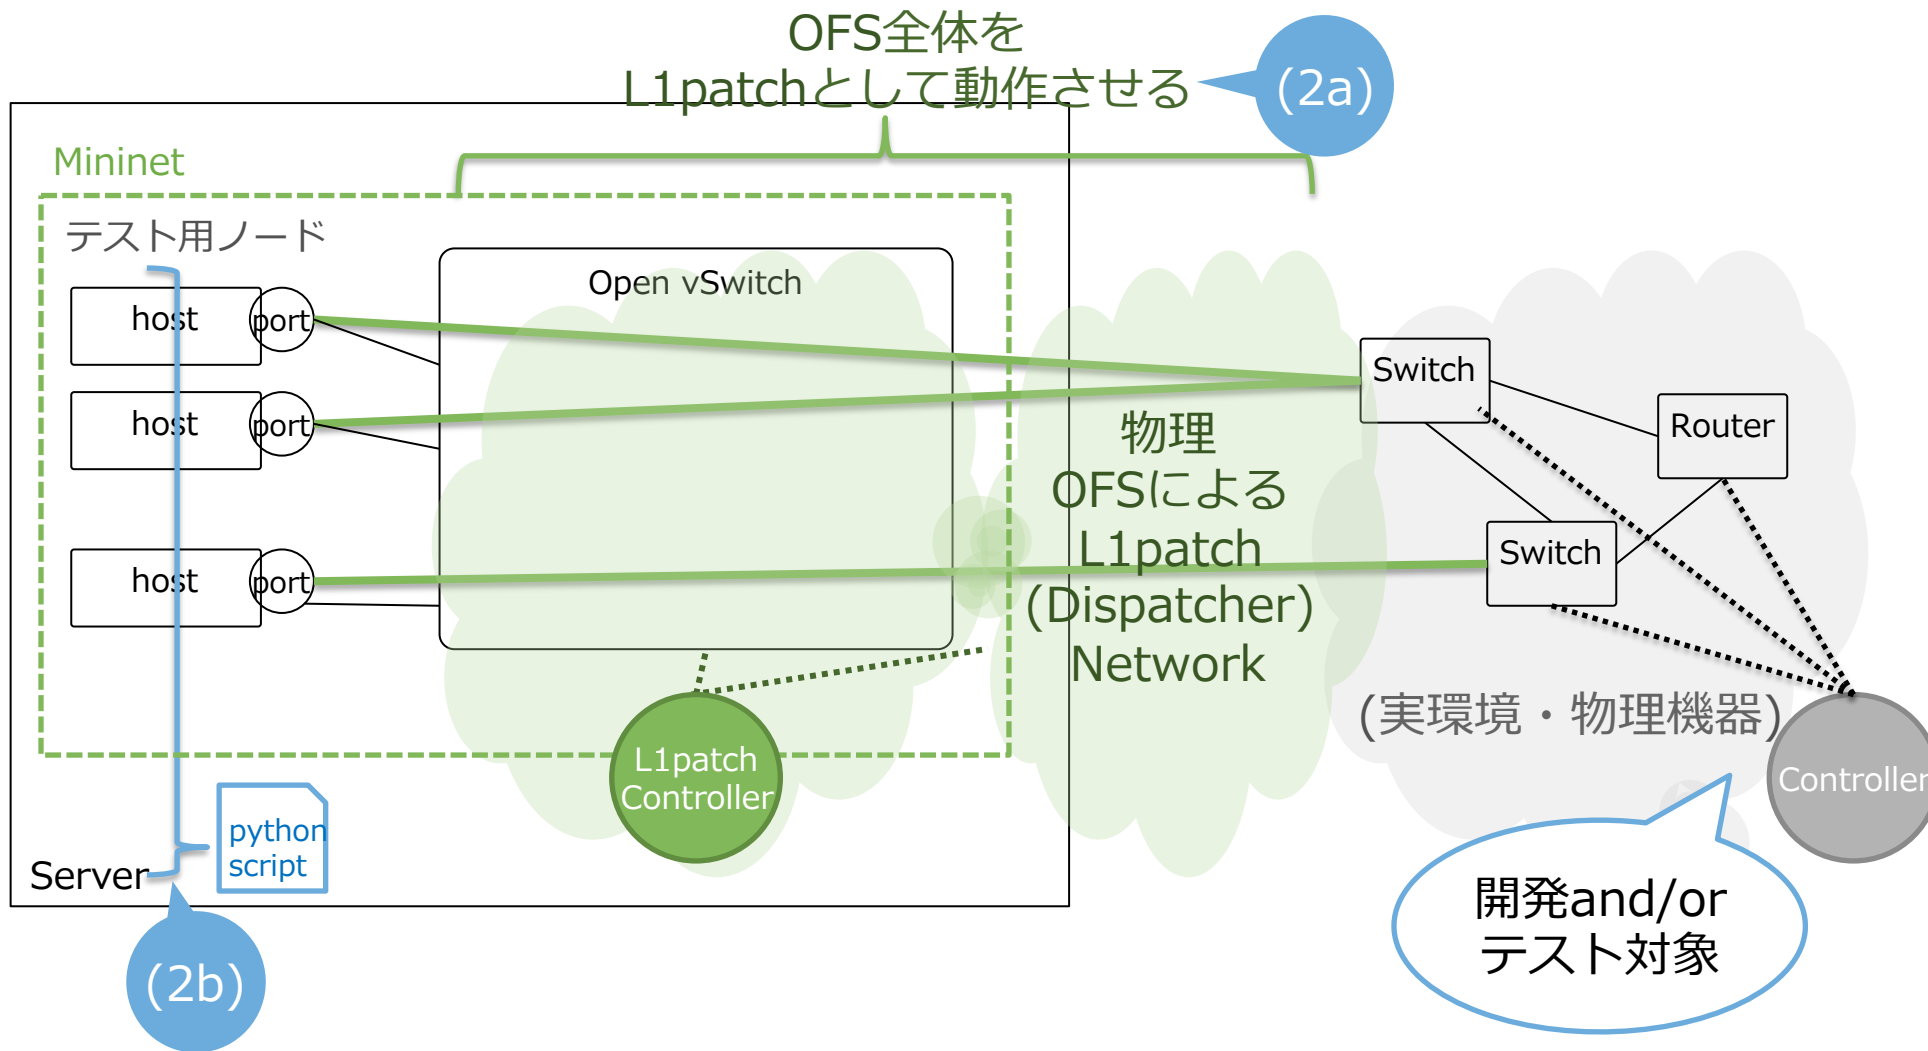 OFS全体を
L1patchとして動作させる
(2a)
Mininet
テスト用ノード
Open vSwitch
host
port
host
port
host
port
Switch
Router
Switch
物理
OFSによる
L1patch
(Dispatcher)
Network
(実環境・物理機器)
L1patch
Controller
Controller
python
script
Server
開発and/or
テスト対象
(2b)